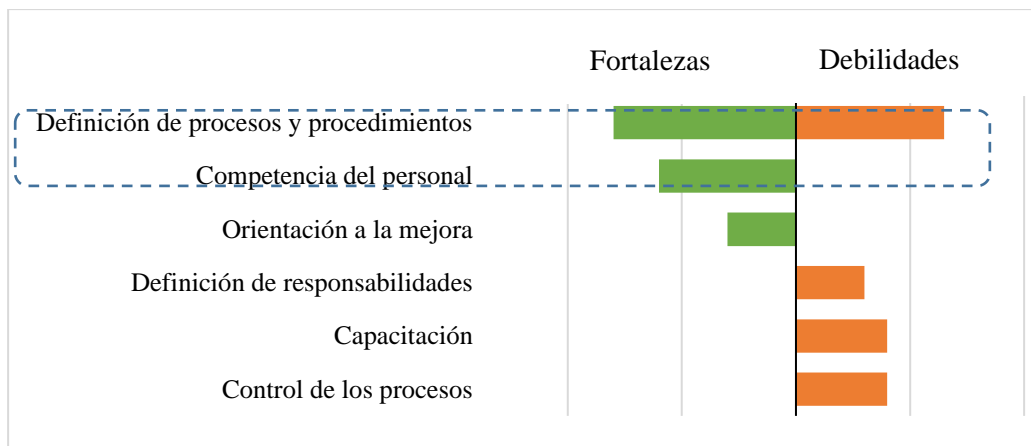 Fortalezas Debilidades
Definición de procesos y procedimientos
Competencia del personal
Orientación a la mejora
Definición de responsabilidades
Capacitación
Control de los procesos